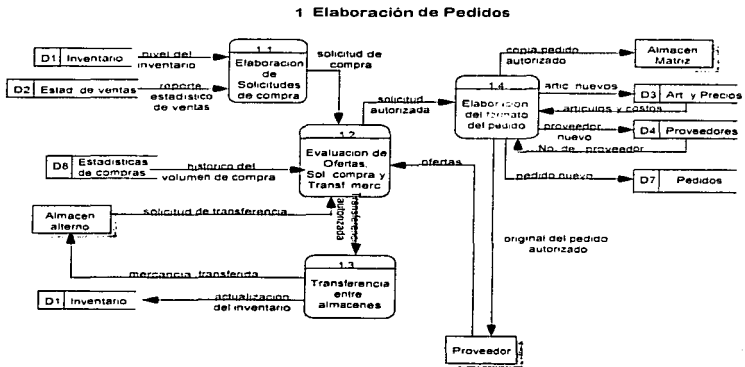 1 Elaboración de Pedidos
D1 Inventario
nivel del
inventario
D2 Estad de ventas
reporte
estadístico
de ventas
1.1
Elaboracion
de
Solicitudes
de compra
solicitud de
compra
copia pedido
autorizado
Almacen
Matriz
1.4
Elaboracion
del formato
del pedido
artic nuevos
D3 Art y Precios
articulos y costos
proveedor
nuevo
D4 Proveedores
No. de proveedor
pedido nuevo
D7 Pedidos
solicitud
autorizada
1.2
Evaluacion de
Ofertas,
Sol compra y
Transf merc
D8 Estadísticas
de compras
histórico del
volumen de compra
ofertas
Almacen
alterno
solicitud de transferencia
transferencia
autorizada
original del pedido
autorizado
mercancia transferida
1.3
Transferencia
entre
almacenes
D1 Inventario
actualización
del inventario
Proveedor